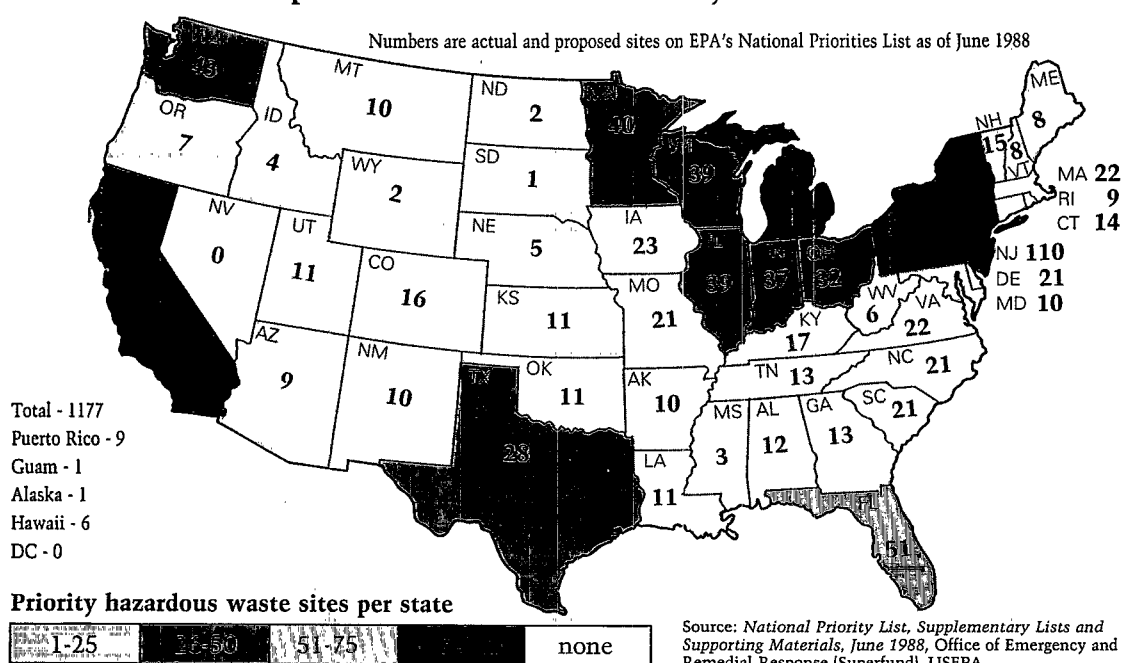 Numbers are actual and proposed sites on EPA's National Priorities List as of June 1988
43
MT
10
ND
2
40
ME
8
OR
7
ID
4
NH
15
8
VT
WY
2
SD
1
39
MA 22
RI 9
CT 14
NV
0
UT
11
NE
5
IA
23
IL
39
37
32
NJ 110
DE 21
MD 10
CO
16
KS
11
MO
21
WV
6
VA
22
KY
17
AZ
9
NM
10
TX
28
OK
11
AK
10
TN 13
NC 21
MS
3
AL
12
GA
13
SC
21
LA
11
FL
51
Total - 1177
Puerto Rico - 9
Guam - 1
Alaska - 1
Hawaii - 6
DC - 0
Priority hazardous waste sites per state
1-25 26-50 51-75 none
Source: National Priority List, Supplementary Lists and
Supporting Materials, June 1988, Office of Emergency and
Remedial Response (Superfund), USEPA